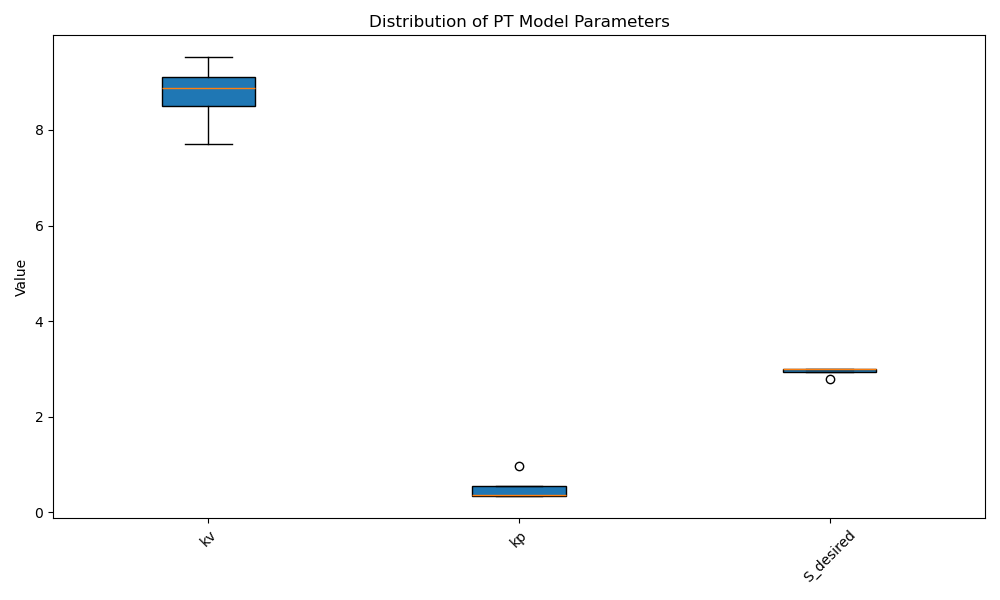 Distribution of PT Model Parameters
Value
8
6
4
2
0
kv
kp
S_desired